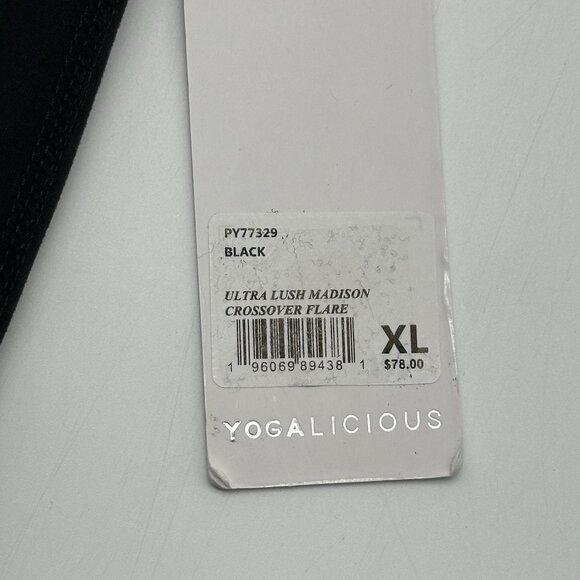 PY77329
BLACK
ULTRA LUSH MADISON
CROSSOVER FLARE
XL
1 96069 89438 1
$78.00
YOGALICIOUS